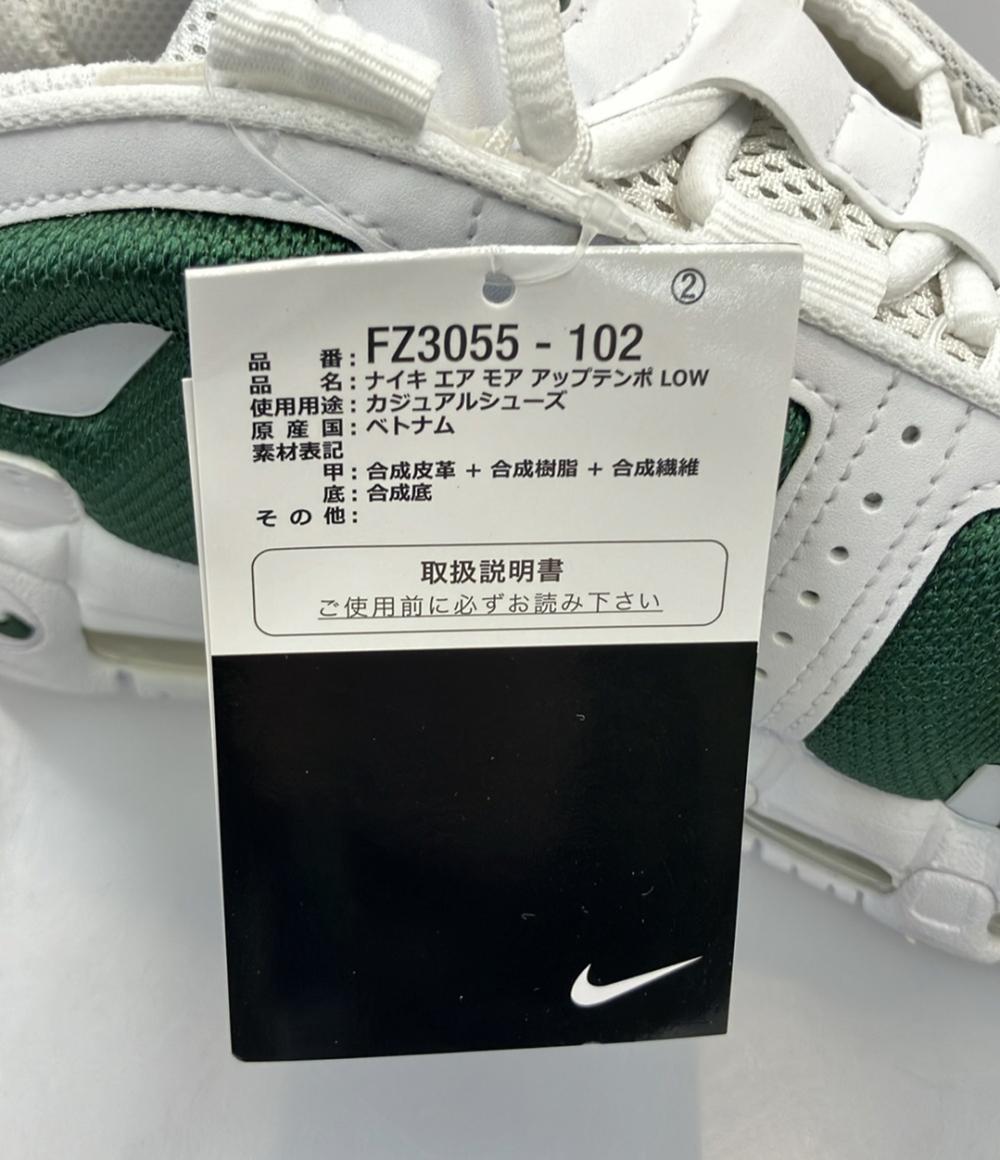 ②
品 番：FZ3055 - 102
品 名：ナイキ エア モア アップテンポ LOW
使用用途：カジュアルシューズ
原 産 国：ベトナム
素材表記
甲：合成皮革 + 合成樹脂 + 合成繊維
底：合成底
そ の 他：
取扱説明書
ご使用前に必ずお読み下さい